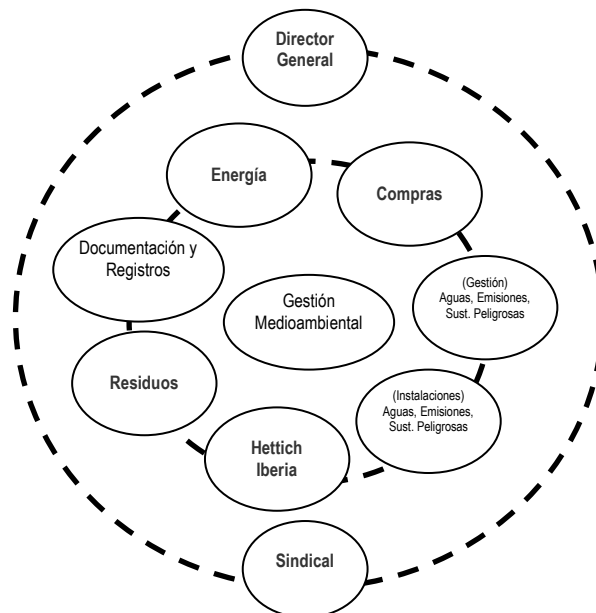 Director
General
Energía
Compras
Documentación y
Registros
(Gestión)
Aguas, Emisiones,
Sust. Peligrosas
Gestión
Medioambiental
Residuos
(Instalaciones)
Aguas, Emisiones,
Sust. Peligrosas
Hettich
Iberia
Sindical